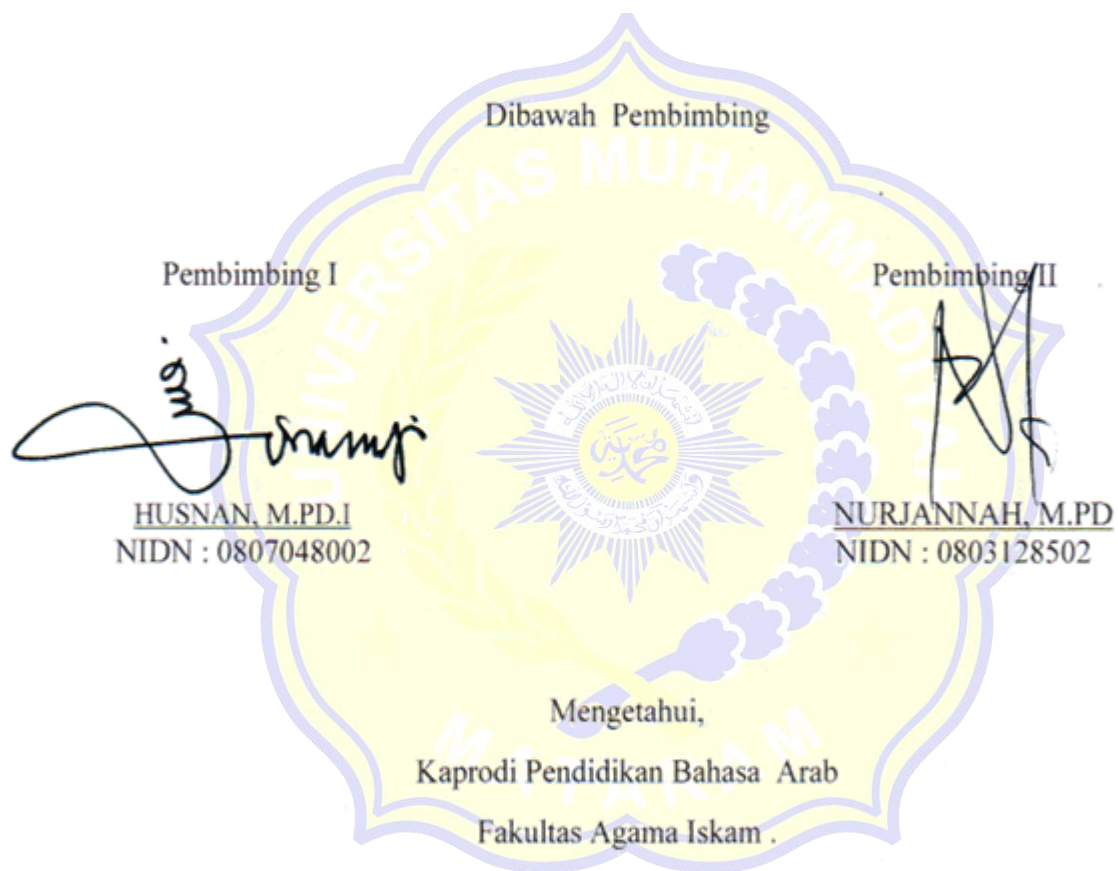 Dibawah Pembimbing
UNIVERSITAS MUHAMMADIYAH
Pembimbing I
Pembimbing II
HUSNAN, M.PD.I
NIDN : 0807048002
NURJANNAH, M.PD
NIDN : 0803128502
Mengetahui,
MATARAM
Kaprodi Pendidikan Bahasa Arab
Fakultas Agama Iskam .